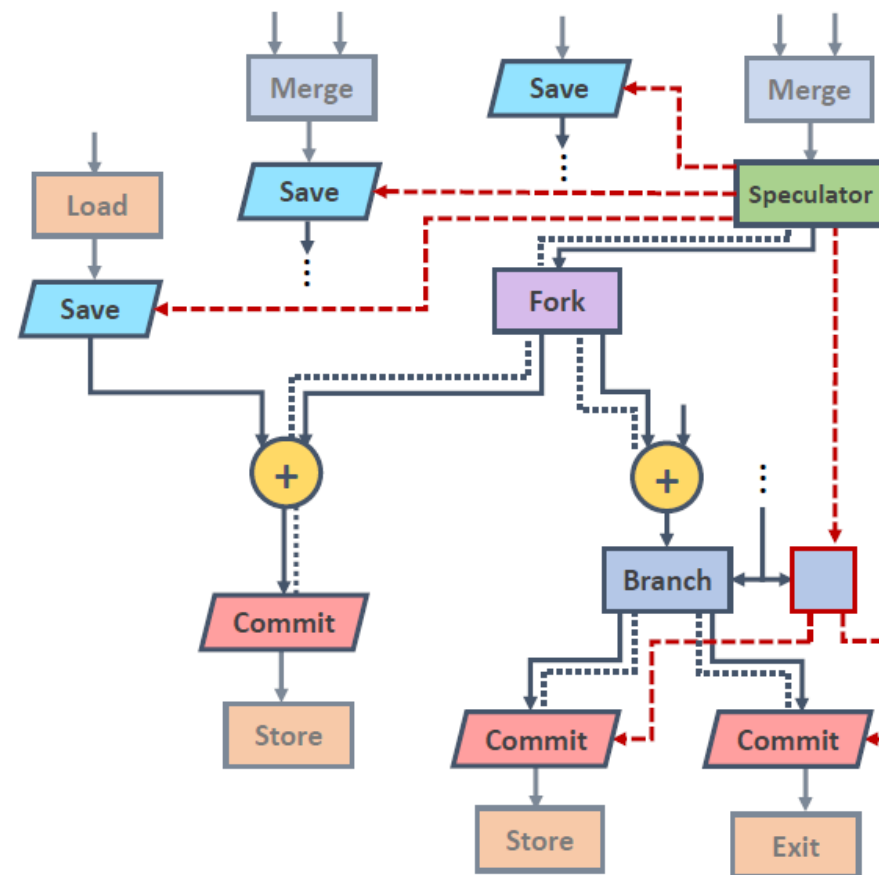 Merge
Save
Merge
Load
Save
Speculator
Save
Fork
+
+
Branch
Commit
Commit
Commit
Store
Store
Exit